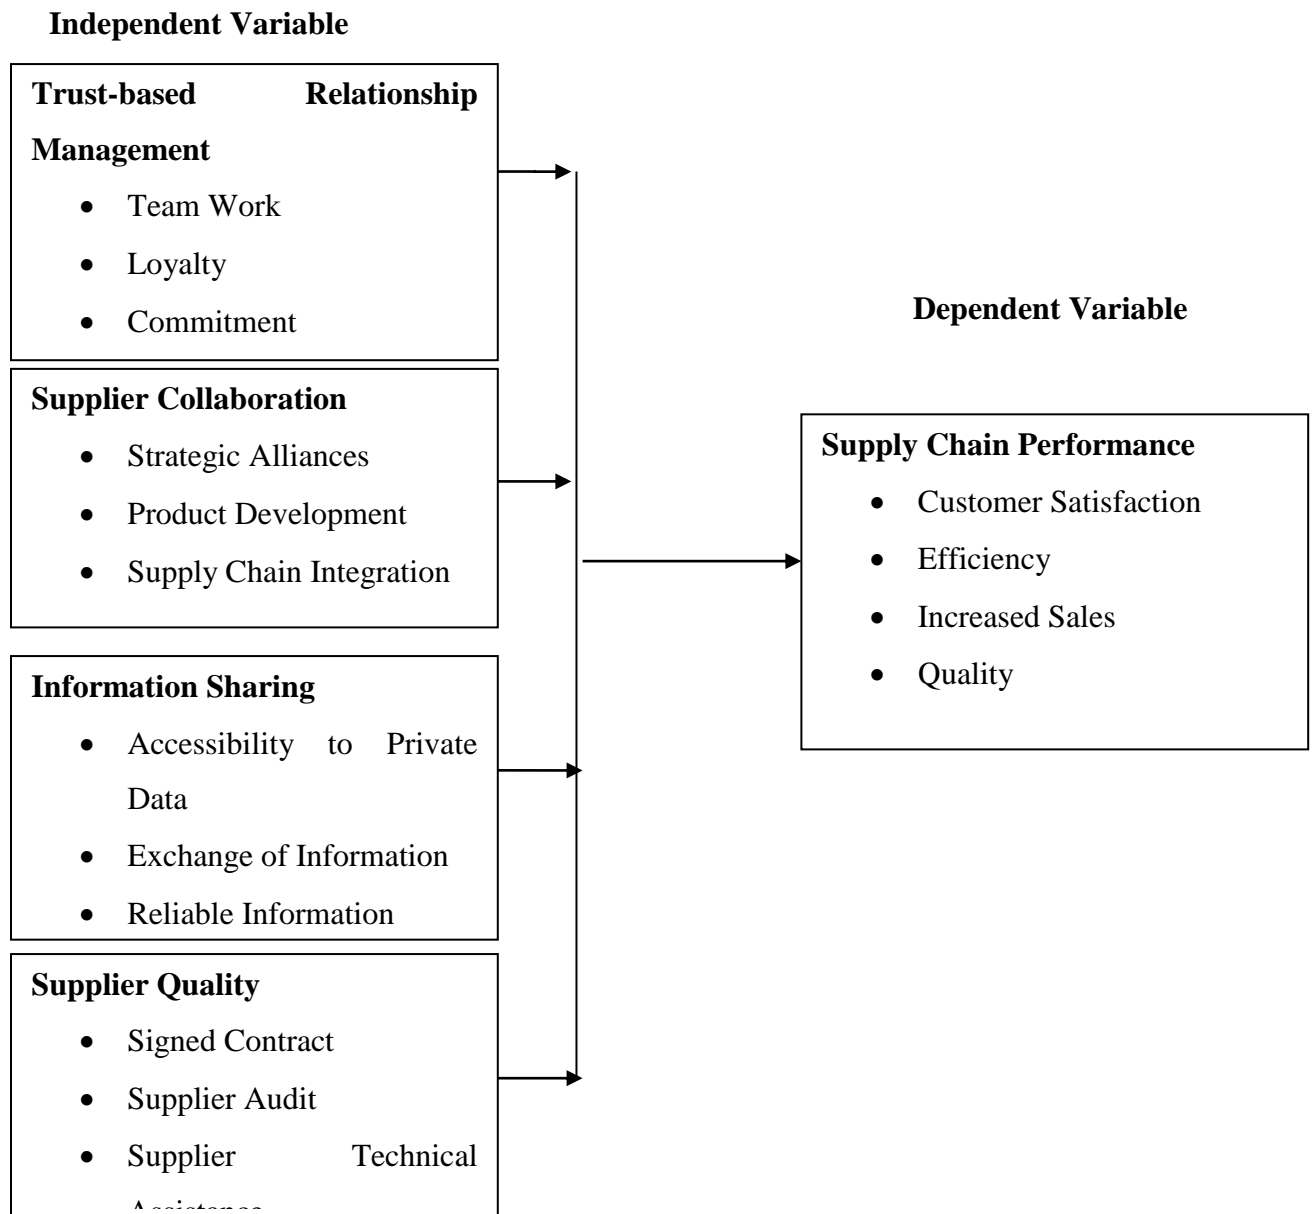 Independent Variable
Trust-based Relationship
Management
• Team Work
• Loyalty
• Commitment
Supplier Collaboration
• Strategic Alliances
• Product Development
• Supply Chain Integration
Information Sharing
• Accessibility to Private
Data
• Exchange of Information
• Reliable Information
Supplier Quality
• Signed Contract
• Supplier Audit
• Supplier Technical
Assistance
Dependent Variable
Supply Chain Performance
• Customer Satisfaction
• Efficiency
• Increased Sales
• Quality